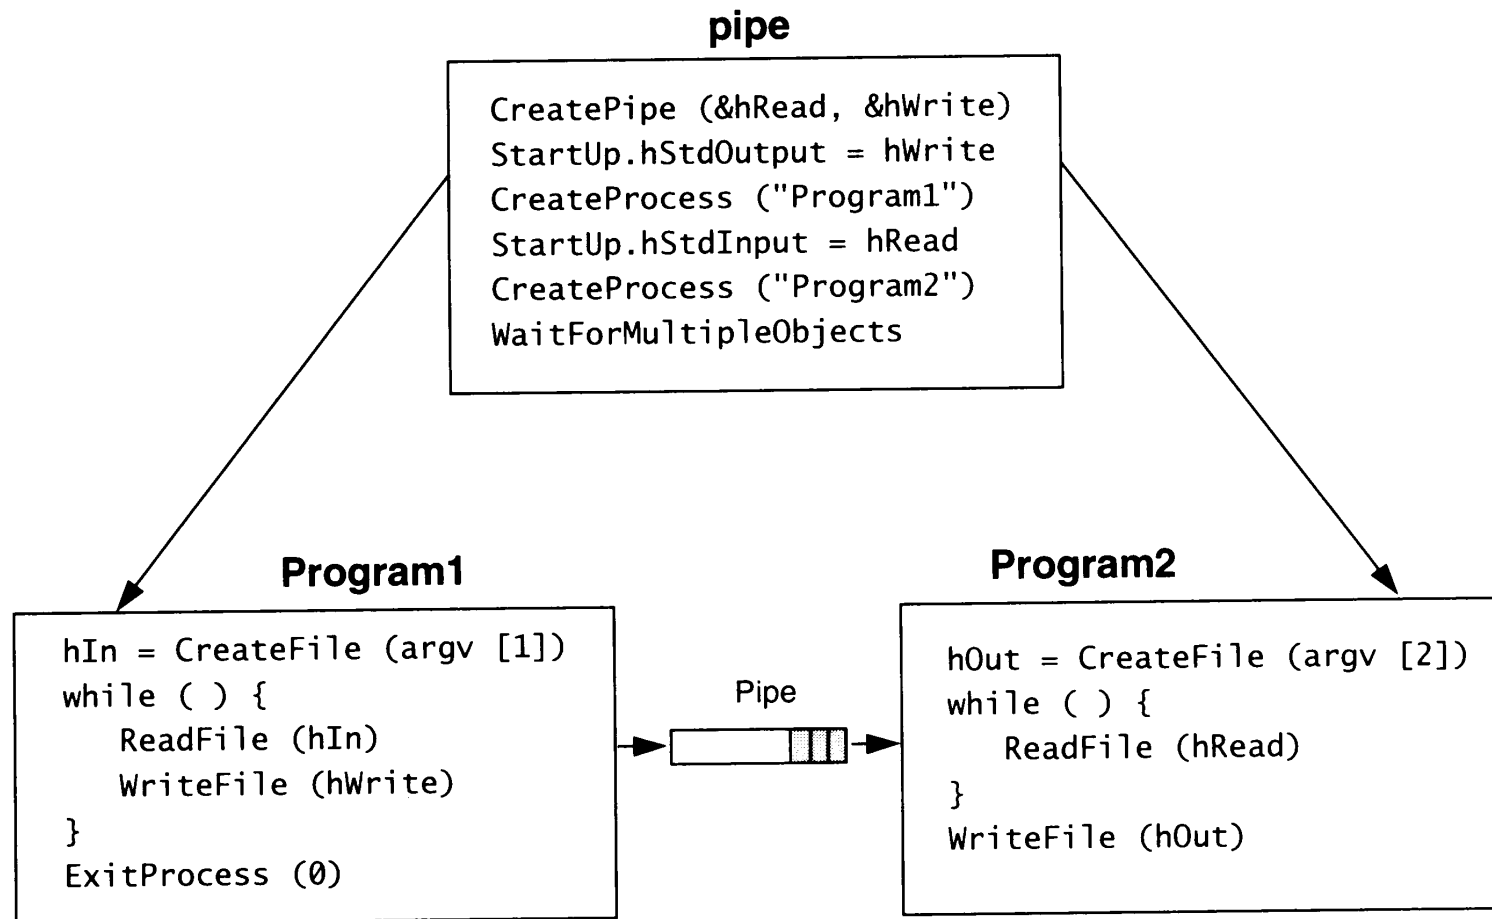 pipe
CreatePipe (&hRead, &hWrite)
StartUp.hStdOutput = hWrite
CreateProcess ("Program1")
StartUp.hStdInput = hRead
CreateProcess ("Program2")
WaitForMultipleObjects
Program1
hIn = CreateFile (argv [1])
while ( ) {
ReadFile (hIn)
WriteFile (hWrite)
}
ExitProcess (0)
Pipe
Program2
hOut = CreateFile (argv [2])
while ( ) {
ReadFile (hRead)
}
WriteFile (hOut)